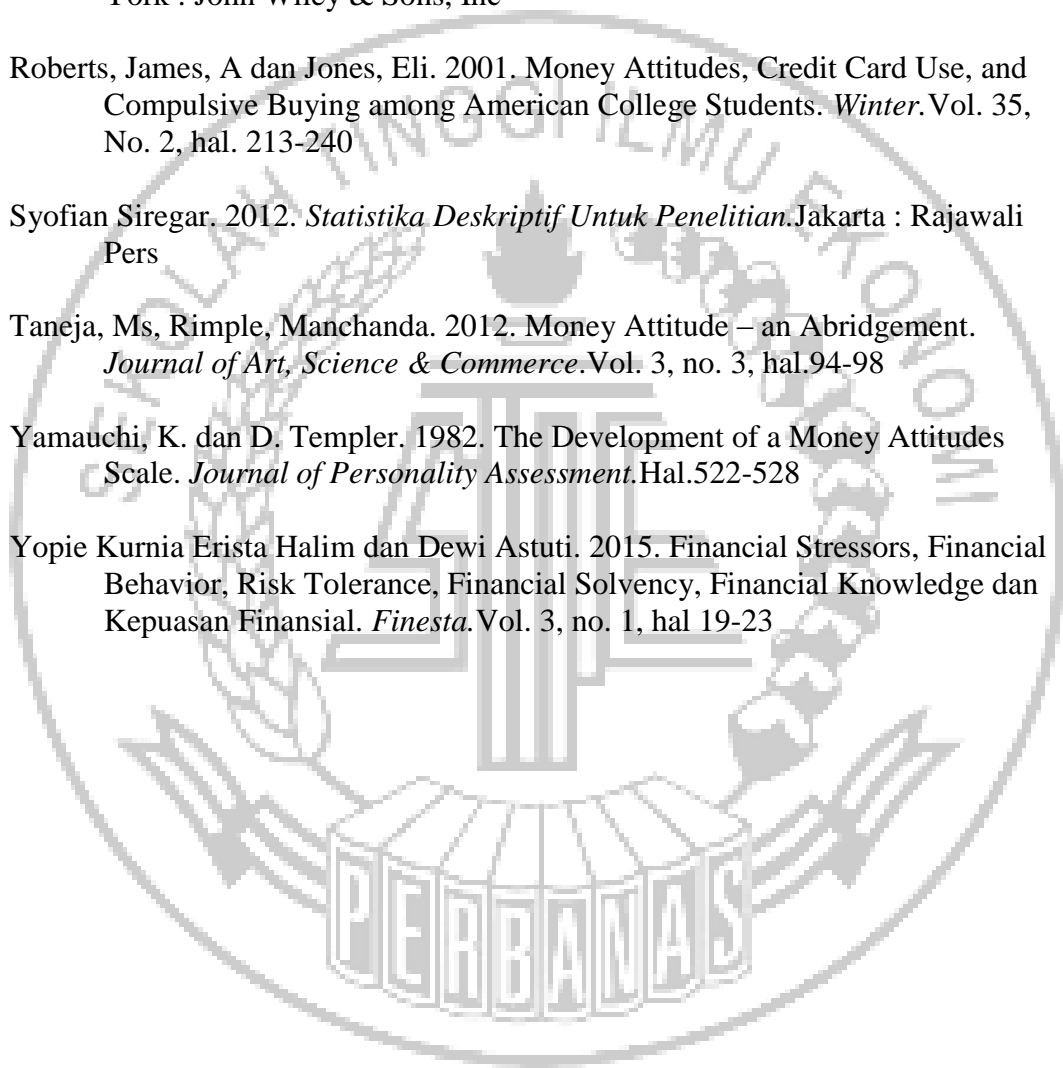 York : John Wiley & Sons, Inc
Roberts, James, A dan Jones, Eli. 2001. Money Attitudes, Credit Card Use, and
Compulsive Buying among American College Students. Winter.Vol. 35,
No. 2, hal. 213-240
Syofian Siregar. 2012. Statistika Deskriptif Untuk Penelitian.Jakarta : Rajawali
Pers
Taneja, Ms, Rimple, Manchanda. 2012. Money Attitude – an Abridgement.
Journal of Art, Science & Commerce.Vol. 3, no. 3, hal.94-98
Yamauchi, K. dan D. Templer. 1982. The Development of a Money Attitudes
Scale. Journal of Personality Assessment.Hal.522-528
Yopie Kurnia Erista Halim dan Dewi Astuti. 2015. Financial Stressors, Financial
Behavior, Risk Tolerance, Financial Solvency, Financial Knowledge dan
Kepuasan Finansial. Finesta.Vol. 3, no. 1, hal 19-23
SEKOLAH TINGGI ILMU EKONOMI
STIE
PERBANAS